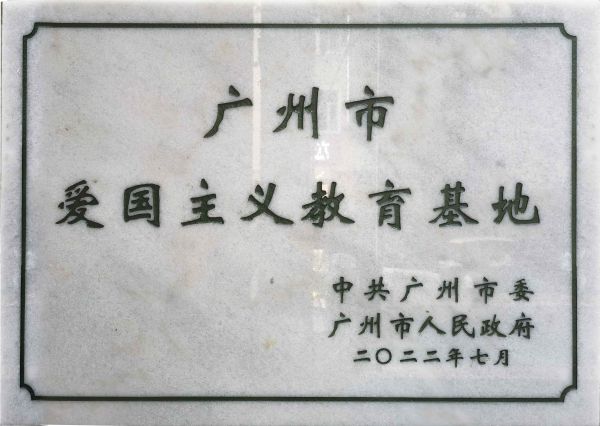 广州市
爱国主义教育基地
中共广州市委
广州市人民政府
二〇二二年七月